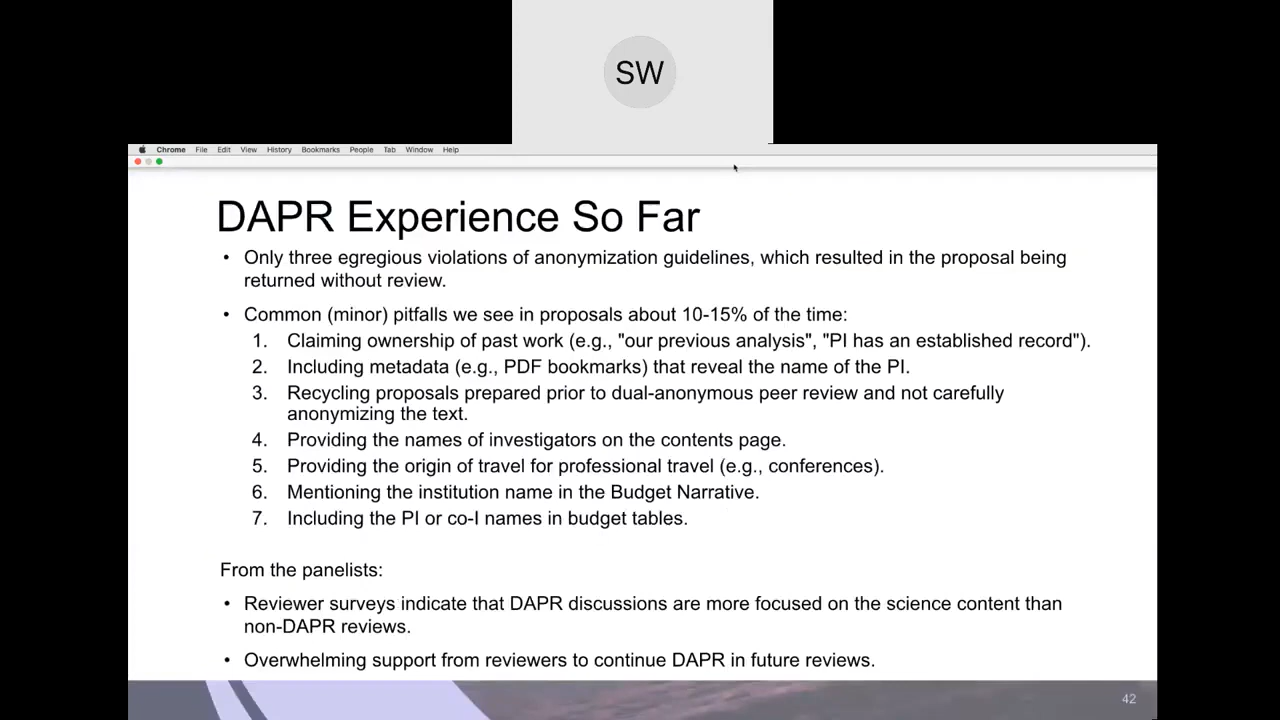 SW
Chrome File Edit View History Bookmarks People Tab Window Help
DAPR Experience So Far
• Only three egregious violations of anonymization guidelines, which resulted in the proposal being
returned without review.
• Common (minor) pitfalls we see in proposals about 10-15% of the time:
1. Claiming ownership of past work (e.g., "our previous analysis", "PI has an established record").
2. Including metadata (e.g., PDF bookmarks) that reveal the name of the PI.
3. Recycling proposals prepared prior to dual-anonymous peer review and not carefully
anonymizing the text.
4. Providing the names of investigators on the contents page.
5. Providing the origin of travel for professional travel (e.g., conferences).
6. Mentioning the institution name in the Budget Narrative.
7. Including the PI or co-I names in budget tables.
From the panelists:
• Reviewer surveys indicate that DAPR discussions are more focused on the science content than
non-DAPR reviews.
• Overwhelming support from reviewers to continue DAPR in future reviews.
42